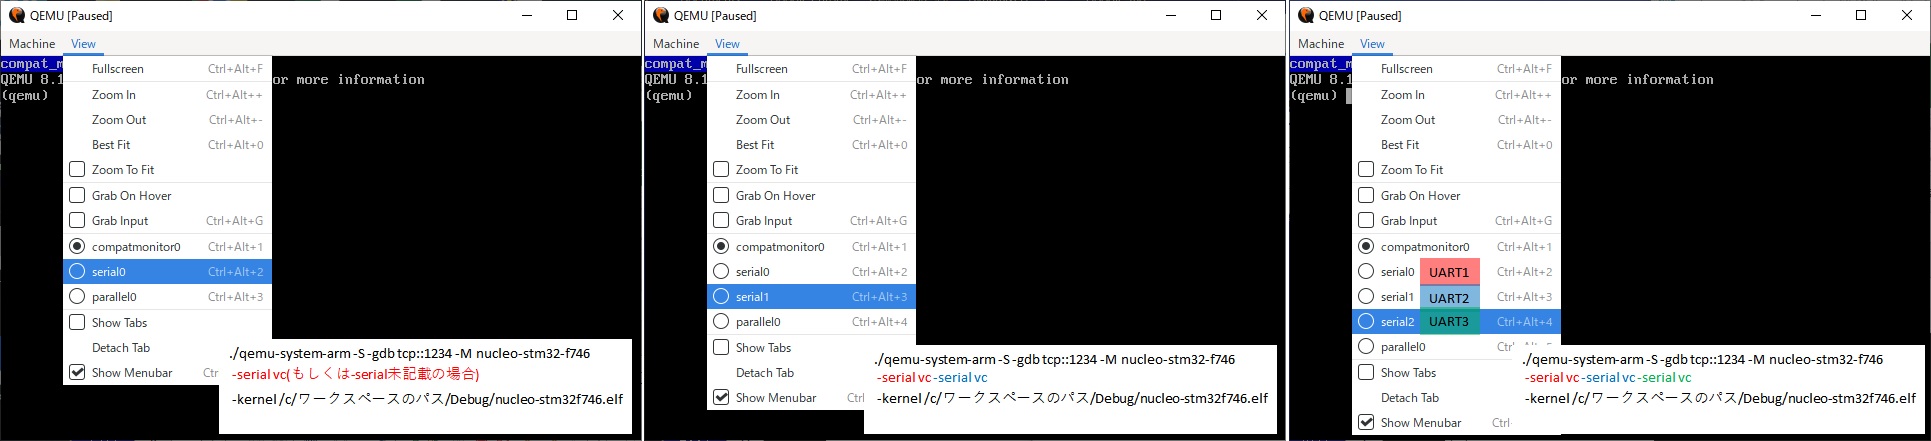 QEMU [Paused]
Machine View
compat_m
QEMU 8.1 or more information
(qemu)
Fullscreen Ctrl+Alt+F
Zoom In Ctrl+Alt++
Zoom Out Ctrl+Alt+-
Best Fit Ctrl+Alt+0
Zoom To Fit
Grab On Hover
Grab Input Ctrl+Alt+G
compatmonitor0 Ctrl+Alt+1
serial0 Ctrl+Alt+2
parallel0 Ctrl+Alt+3
Show Tabs
Detach Tab
Show Menubar Ctr
./qemu-system-arm -S -gdb tcp::1234 -M nucleo-stm32-f746
-serial vc(もしくは-serial未記載の場合)
-kernel /c/ワークスペースのパス/Debug/nucleo-stm32f746.elf
QEMU [Paused]
Machine View
compat_m
QEMU 8.1 or more information
(qemu)
Fullscreen Ctrl+Alt+F
Zoom In Ctrl+Alt++
Zoom Out Ctrl+Alt+-
Best Fit Ctrl+Alt+0
Zoom To Fit
Grab On Hover
Grab Input Ctrl+Alt+G
compatmonitor0 Ctrl+Alt+1
serial0 Ctrl+Alt+2
serial1 Ctrl+Alt+3
parallel0 Ctrl+Alt+4
Show Tabs
Detach Tab
Show Menubar Ctrl
./qemu-system-arm -S -gdb tcp::1234 -M nucleo-stm32-f746
-serial vc -serial vc
-kernel /c/ワークスペースのパス/Debug/nucleo-stm32f746.elf
QEMU [Paused]
Machine View
compat_m
QEMU 8.1 or more information
(qemu)
Fullscreen Ctrl+Alt+F
Zoom In Ctrl+Alt++
Zoom Out Ctrl+Alt+-
Best Fit Ctrl+Alt+0
Zoom To Fit
Grab On Hover
Grab Input Ctrl+Alt+G
compatmonitor0 Ctrl+Alt+1
serial0 UART1 Ctrl+Alt+2
serial1 UART2 Ctrl+Alt+3
serial2 UART3 Ctrl+Alt+4
parallel0
Show Tabs
Detach Tab
Show Menubar Ctrl
./qemu-system-arm -S -gdb tcp::1234 -M nucleo-stm32-f746
-serial vc -serial vc -serial vc
-kernel /c/ワークスペースのパス/Debug/nucleo-stm32f746.elf